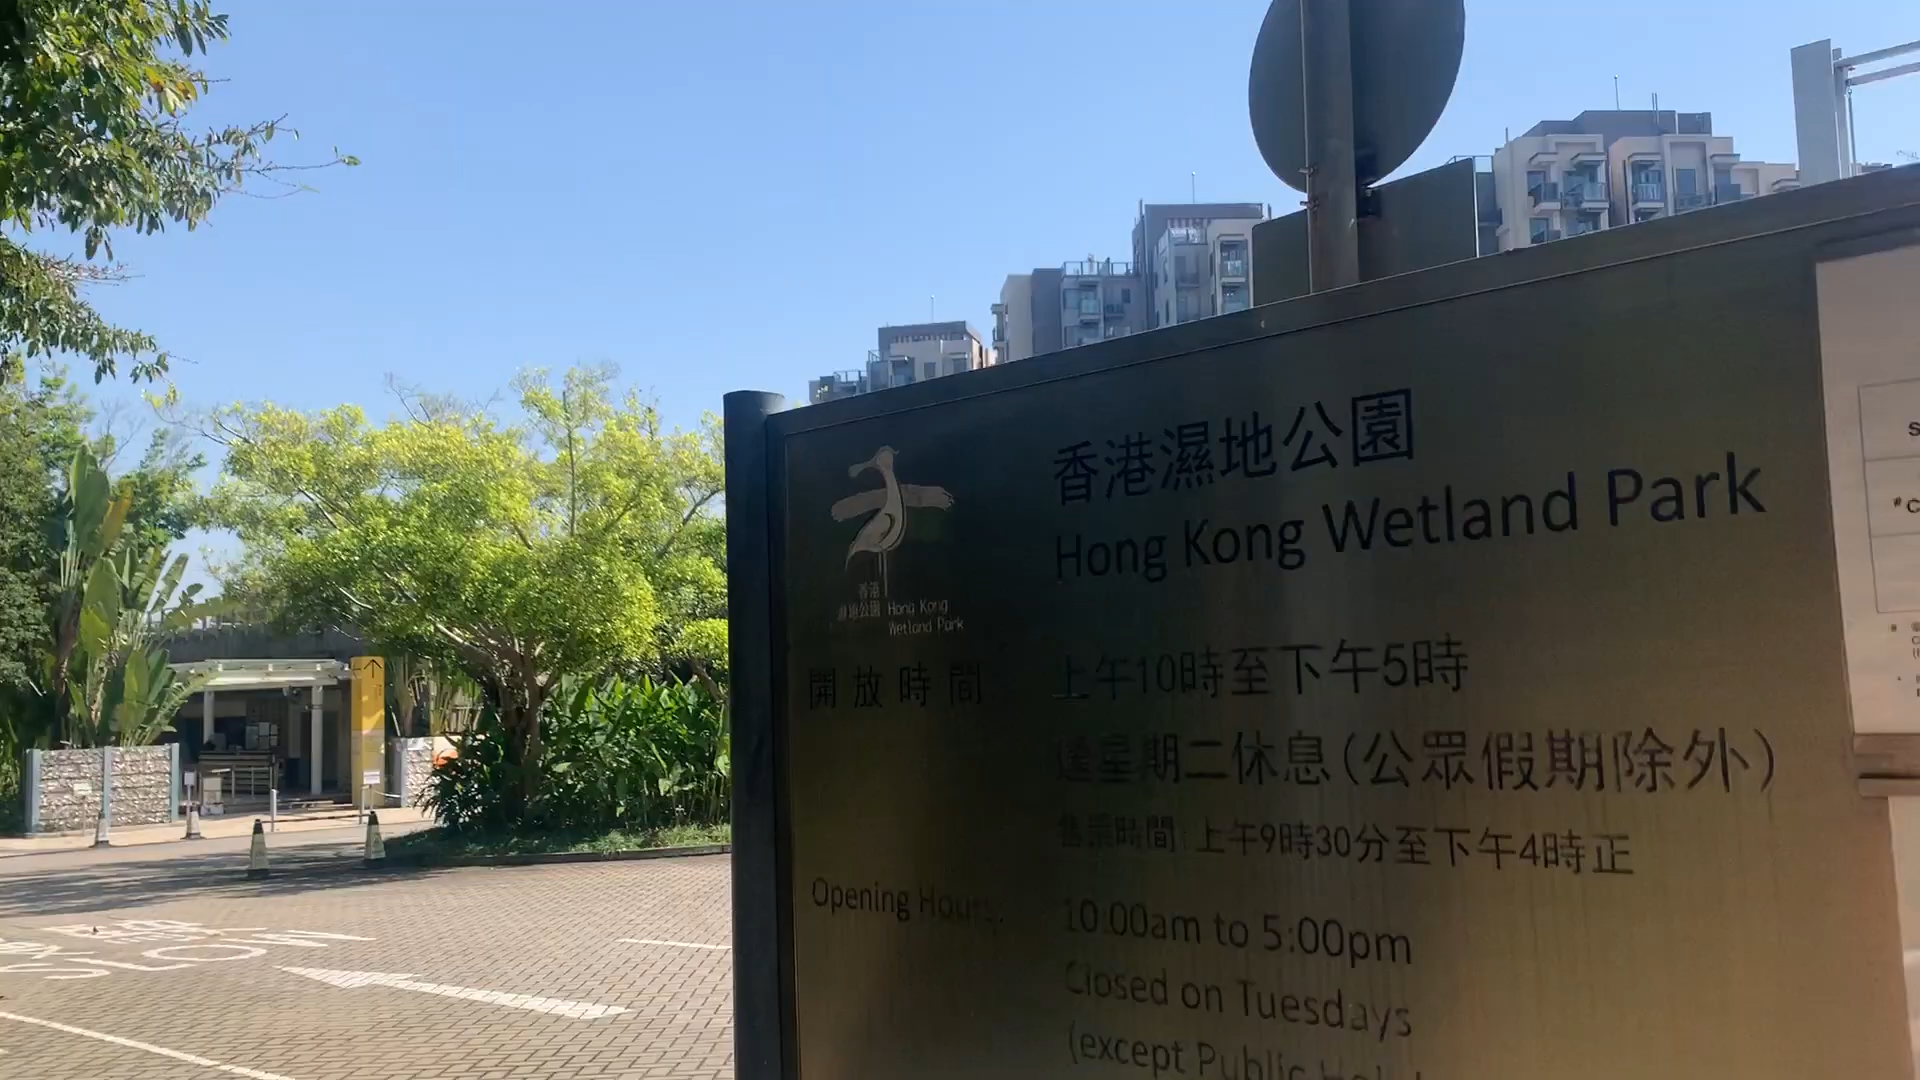 香港濕地公園
Hong Kong Wetland Park
香港
濕地公園 Hong Kong
Wetland Park
開放時間:
上午10時至下午5時
逢星期二休息(公眾假期除外)
售票時間:上午9時30分至下午4時正
Opening Hours:
10:00am to 5:00pm
Closed on Tuesdays
(except Public
慢
SLOW